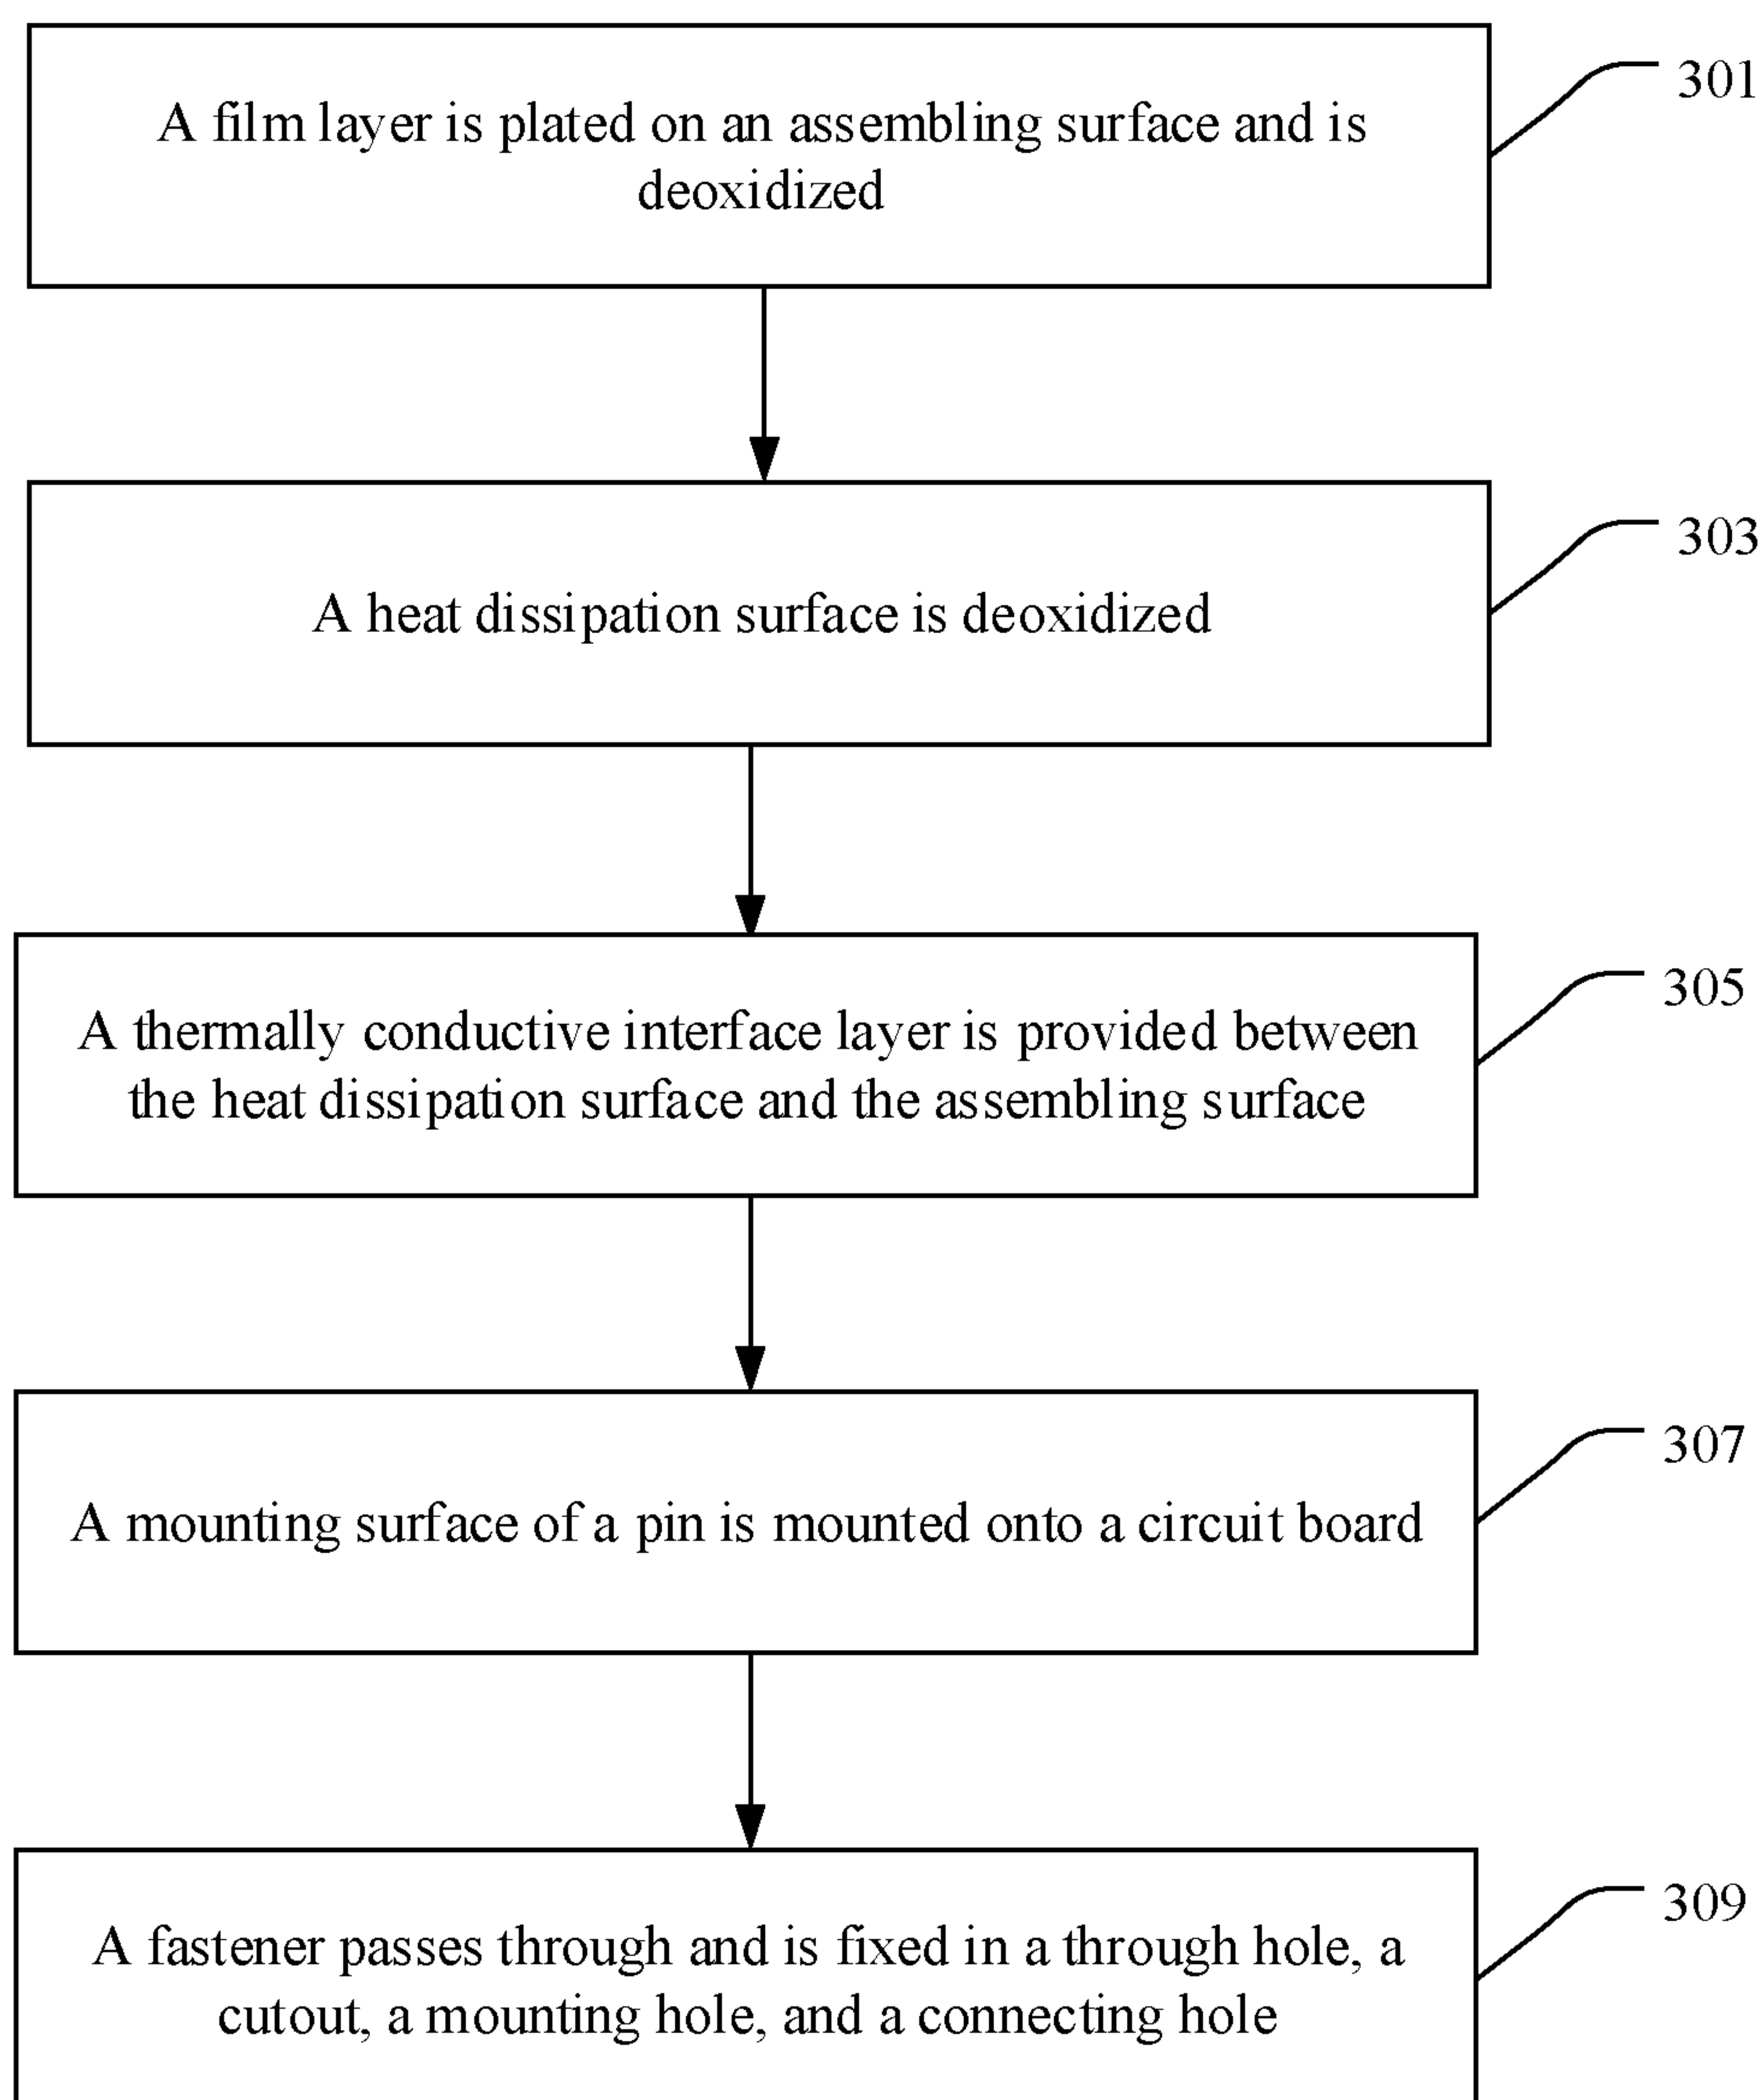 A film layer is plated on an assembling surface and is
deoxidized
301
A heat dissipation surface is deoxidized
303
A thermally conductive interface layer is provided between
the heat dissipation surface and the assembling surface
305
A mounting surface of a pin is mounted onto a circuit board
307
A fastener passes through and is fixed in a through hole, a
cutout, a mounting hole, and a connecting hole
309